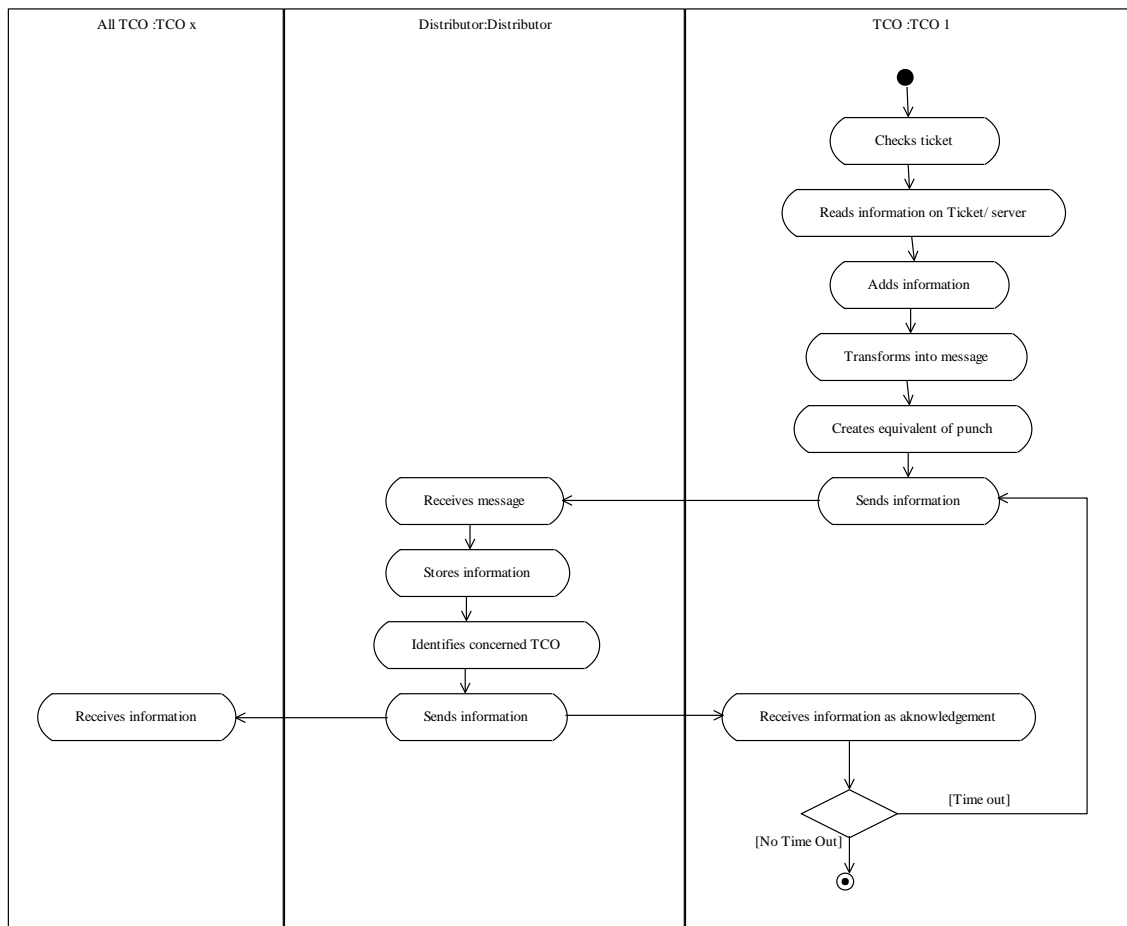 All TCO :TCO x
Distributor:Distributor
TCO :TCO 1
Checks ticket
Reads information on Ticket/ server
Adds information
Transforms into message
Creates equivalent of punch
Sends information
Receives message
Stores information
Identifies concerned TCO
Sends information
Receives information
Receives information as aknowledgement
[Time out]
[No Time Out]